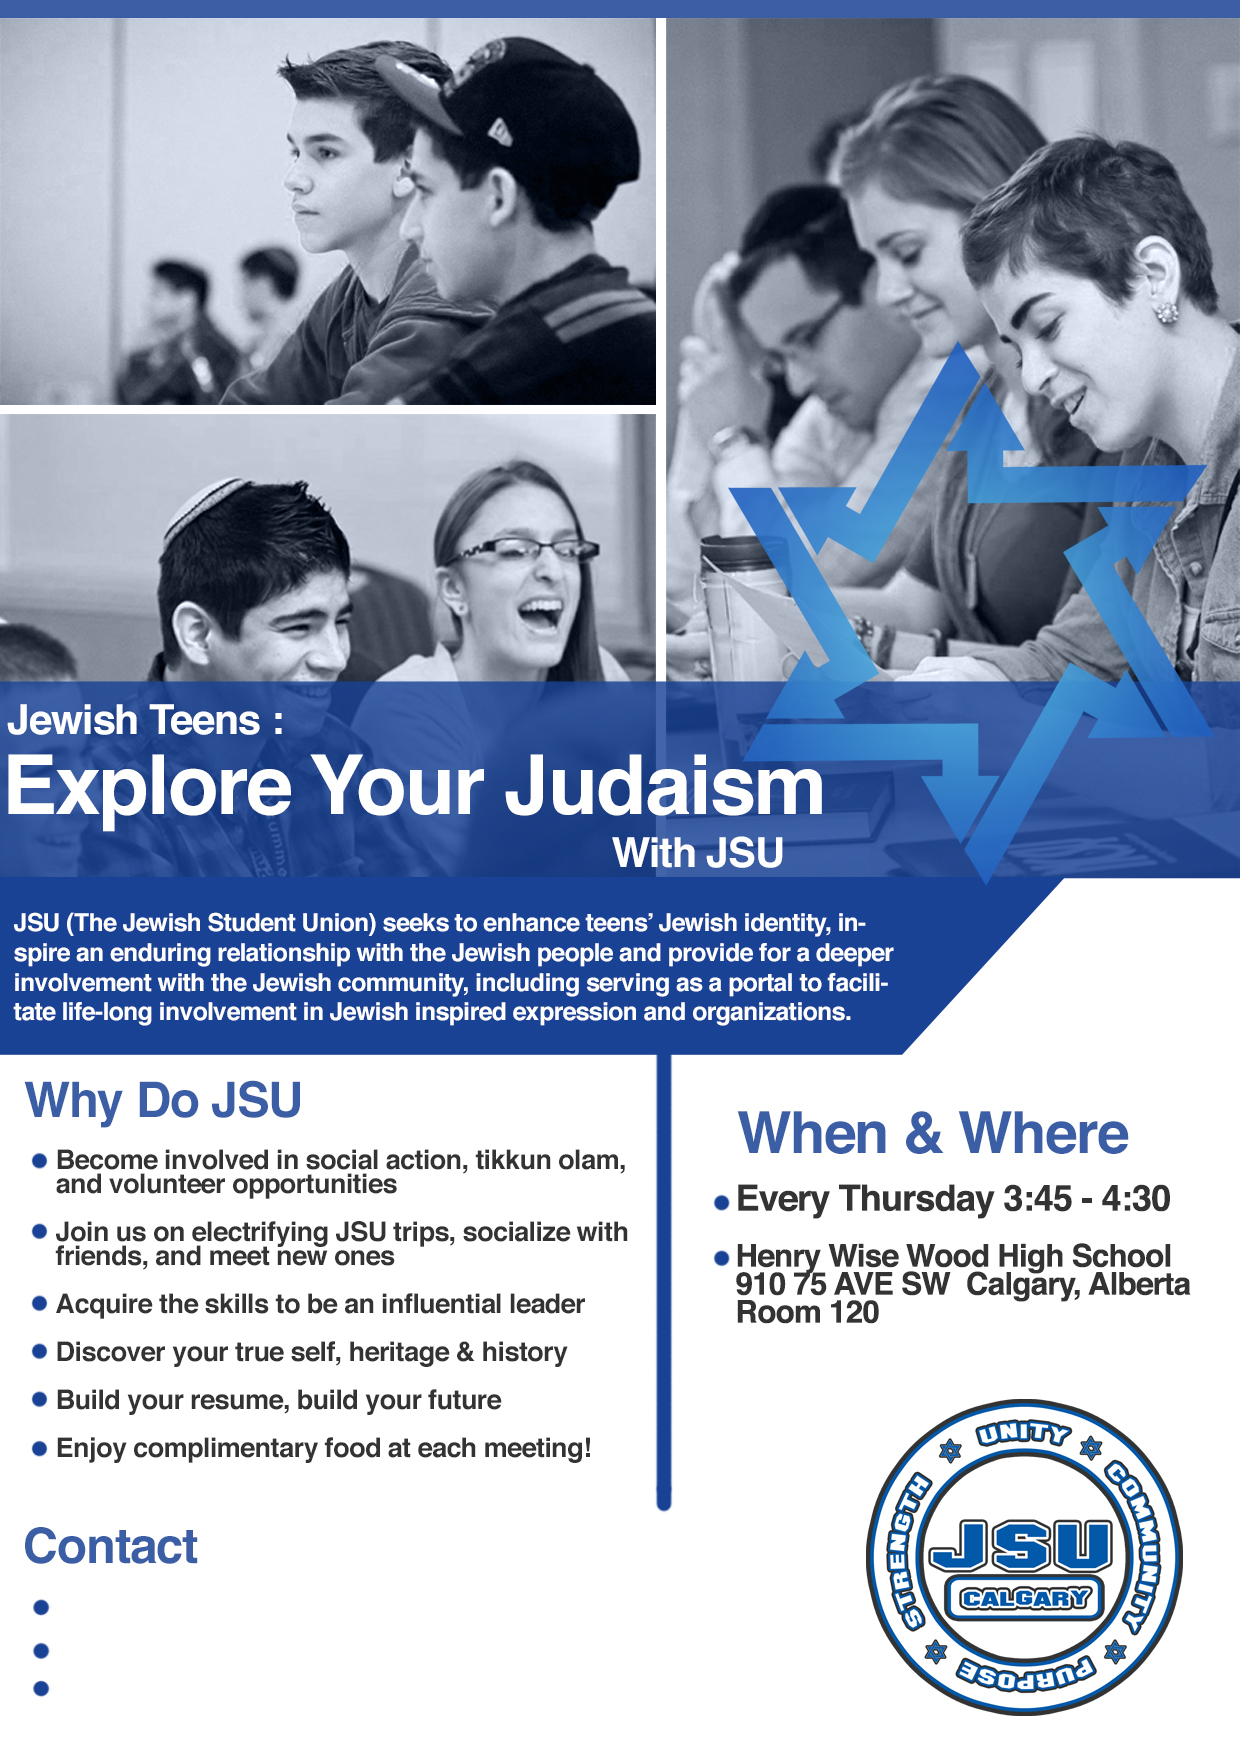 Jewish Teens :
Explore Your Judaism
With JSU
JSU (The Jewish Student Union) seeks to enhance teens’ Jewish identity, in-
spire an enduring relationship with the Jewish people and provide for a deeper
involvement with the Jewish community, including serving as a portal to facili-
tate life-long involvement in Jewish inspired expression and organizations.
Why Do JSU
Become involved in social action, tikkun olam,
and volunteer opportunities
Join us on electrifying JSU trips, socialize with
friends, and meet new ones
Acquire the skills to be an influential leader
Discover your true self, heritage & history
Build your resume, build your future
Enjoy complimentary food at each meeting!
When & Where
Every Thursday 3:45 - 4:30
Henry Wise Wood High School
910 75 AVE SW Calgary, Alberta
Room 120
Contact
UNITY
COMMUNITY
PURPOSE
STRENGTH
JSU
CALGARY